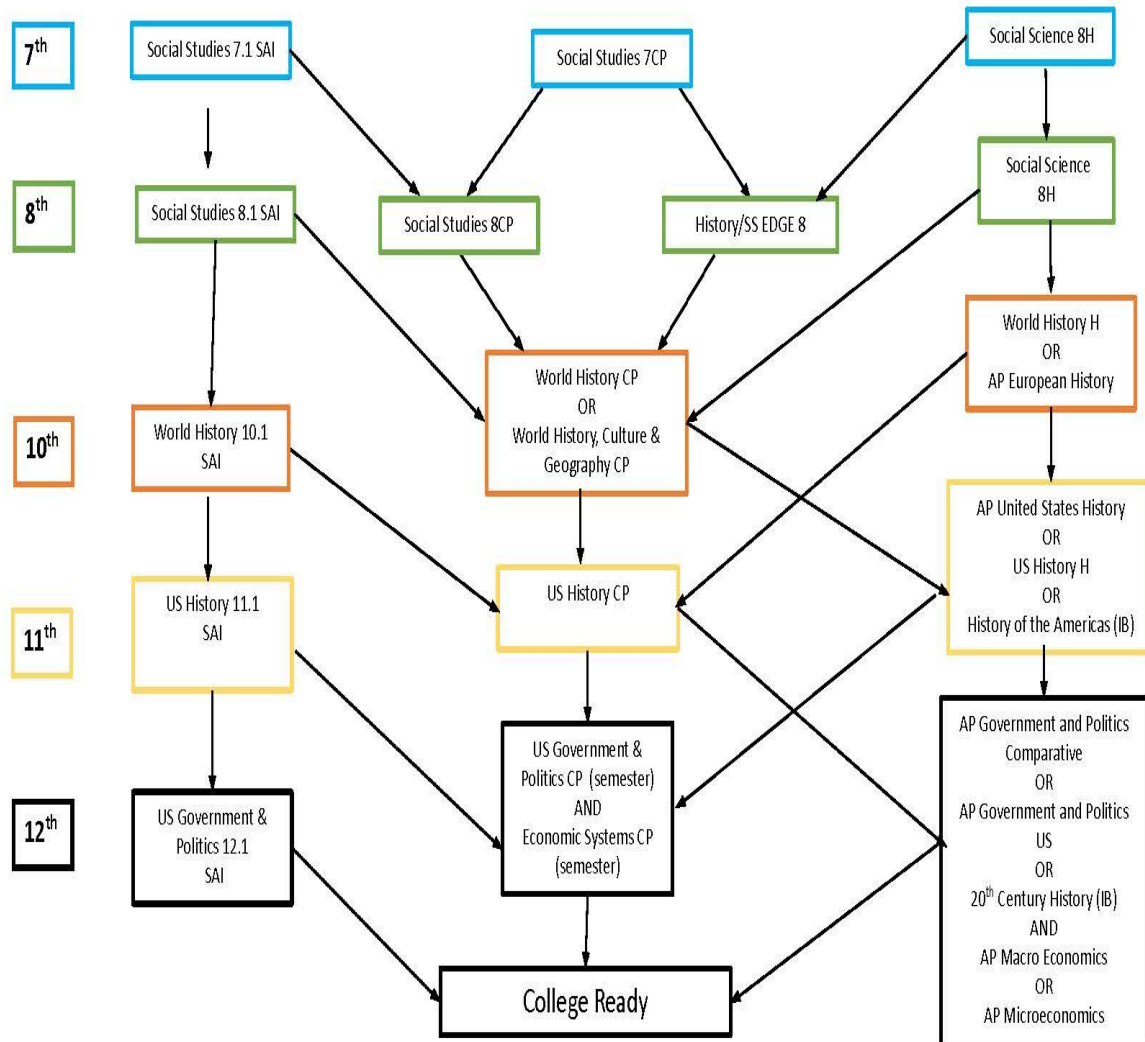 7th
Social Studies 7.1 SAI
Social Studies 7CP
Social Science 8H
8th
Social Studies 8.1 SAI
Social Studies 8CP
History/SS EDGE 8
Social Science
8H
10th
World History 10.1
SAI
World History CP
OR
World History, Culture &
Geography CP
World History H
OR
AP European History
11th
US History 11.1
SAI
US History CP
AP United States History
OR
US History H
OR
History of the Americas (IB)
12th
US Government &
Politics 12.1
SAI
US Government &
Politics CP (semester)
AND
Economic Systems CP
(semester)
AP Government and Politics
Comparative
OR
AP Government and Politics
US
OR
20th Century History (IB)
AND
AP Macro Economics
OR
AP Microeconomics
College Ready